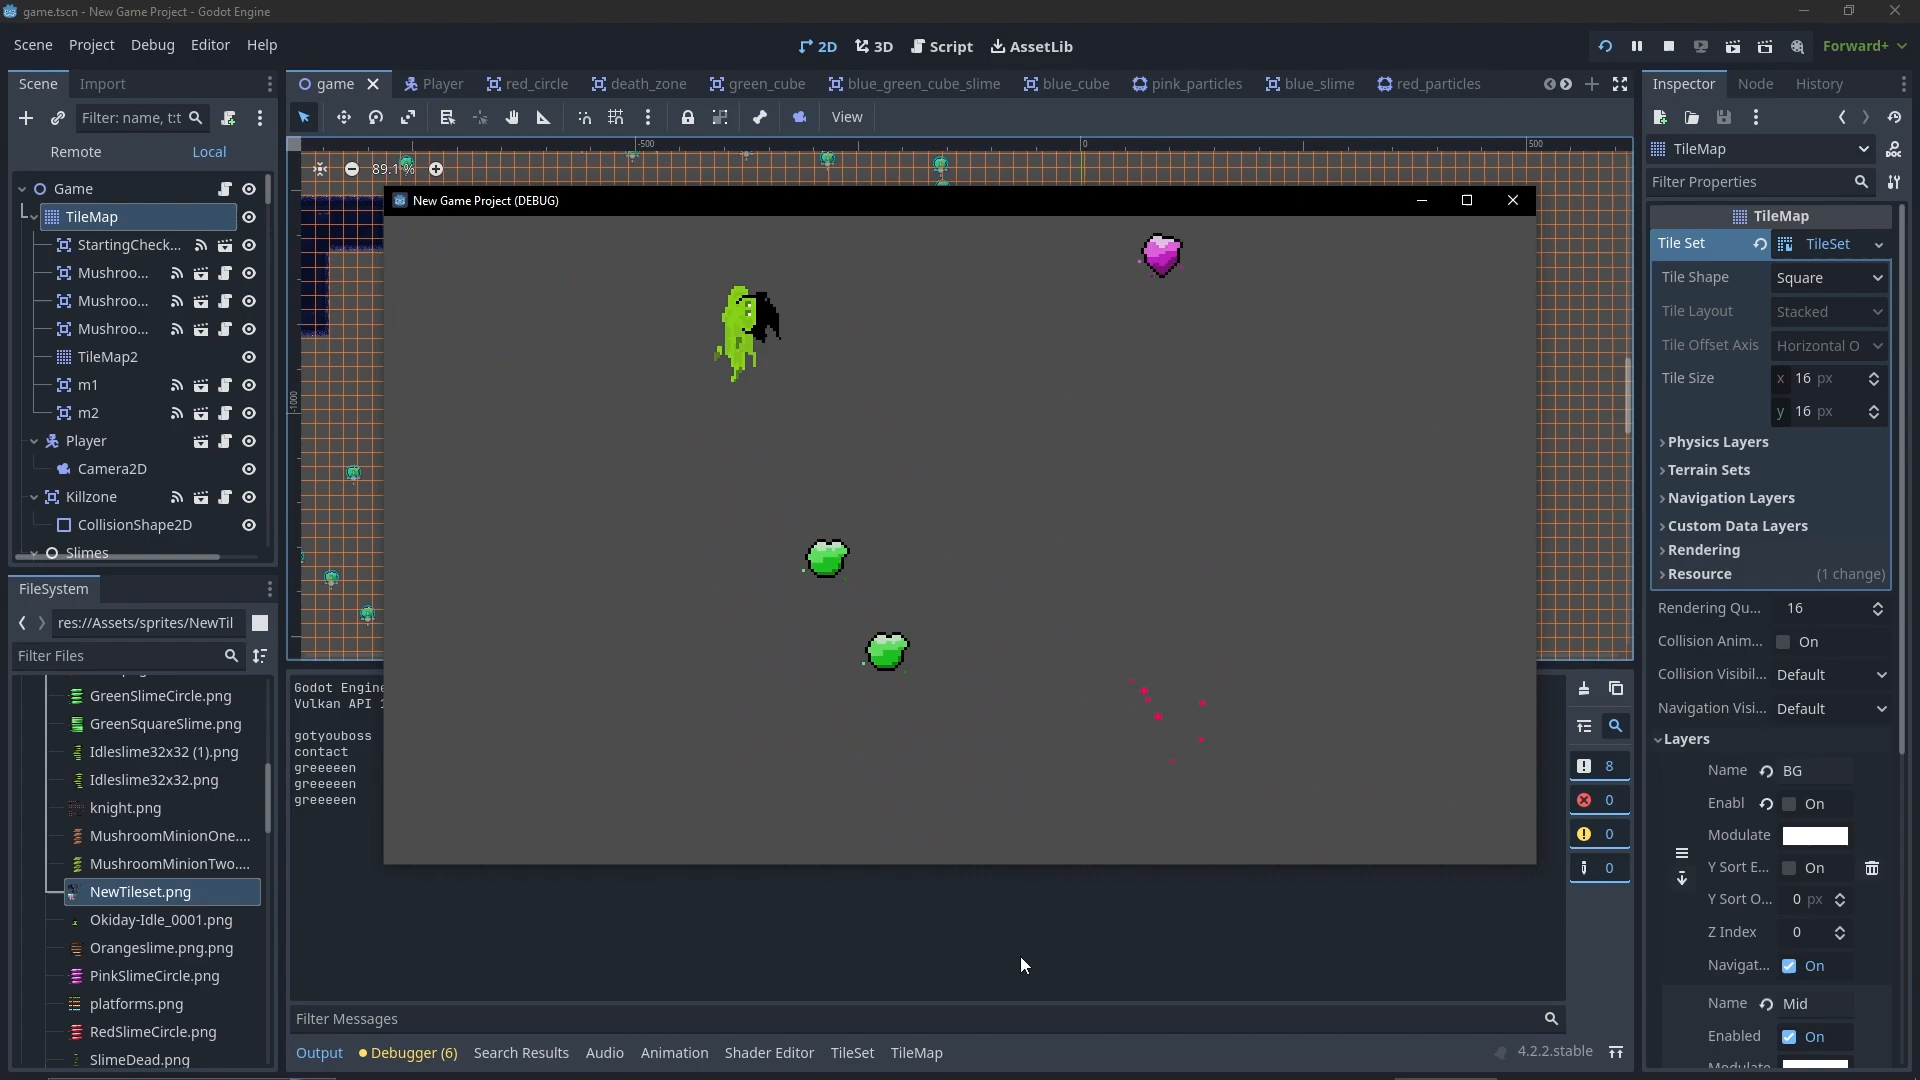 game.tscn - New Game Project - Godot Engine
Scene Project Debug Editor Help
2D 3D Script AssetLib
Forward+
Scene Import
game Player red_circle death_zone green_cube blue_green_cube_slime blue_cube pink_particles blue_slime red_particles
Inspector Node History
Filter: name, t:t
View
Remote Local
TileMap
Filter Properties
-500 0 500
89.1 %
-1000
Game
TileMap
StartingCheck...
Mushroo...
Mushroo...
Mushroo...
TileMap2
m1
m2
Player
Camera2D
Killzone
CollisionShape2D
Slimes
New Game Project (DEBUG)
FileSystem
res://Assets/sprites/NewTil
Filter Files
GreenSlimeCircle.png
GreenSquareSlime.png
Idleslime32x32 (1).png
Idleslime32x32.png
knight.png
MushroomMinionOne....
MushroomMinionTwo....
NewTileset.png
Okiday-Idle_0001.png
Orangeslime.png.png
PinkSlimeCircle.png
platforms.png
RedSlimeCircle.png
SlimeDead.png
Godot Engine
Vulkan API
gotyouboss
contact
greeeeen
greeeeen
greeeeen
8
0
0
0
Filter Messages
Output Debugger (6) Search Results Audio Animation Shader Editor TileSet TileMap
4.2.2.stable
TileMap
Tile Set TileSet
Tile Shape Square
Tile Layout Stacked
Tile Offset Axis Horizontal O
Tile Size x 16 px
y 16 px
Physics Layers
Terrain Sets
Navigation Layers
Custom Data Layers
Rendering
Resource (1 change)
Rendering Qu... 16
Collision Anim... On
Collision Visibil... Default
Navigation Visi... Default
Layers
Name BG
Enabl On
Modulate
Y Sort E... On
Y Sort O... 0 px
Z Index 0
Navigat... On
Name Mid
Enabled On
Modulate